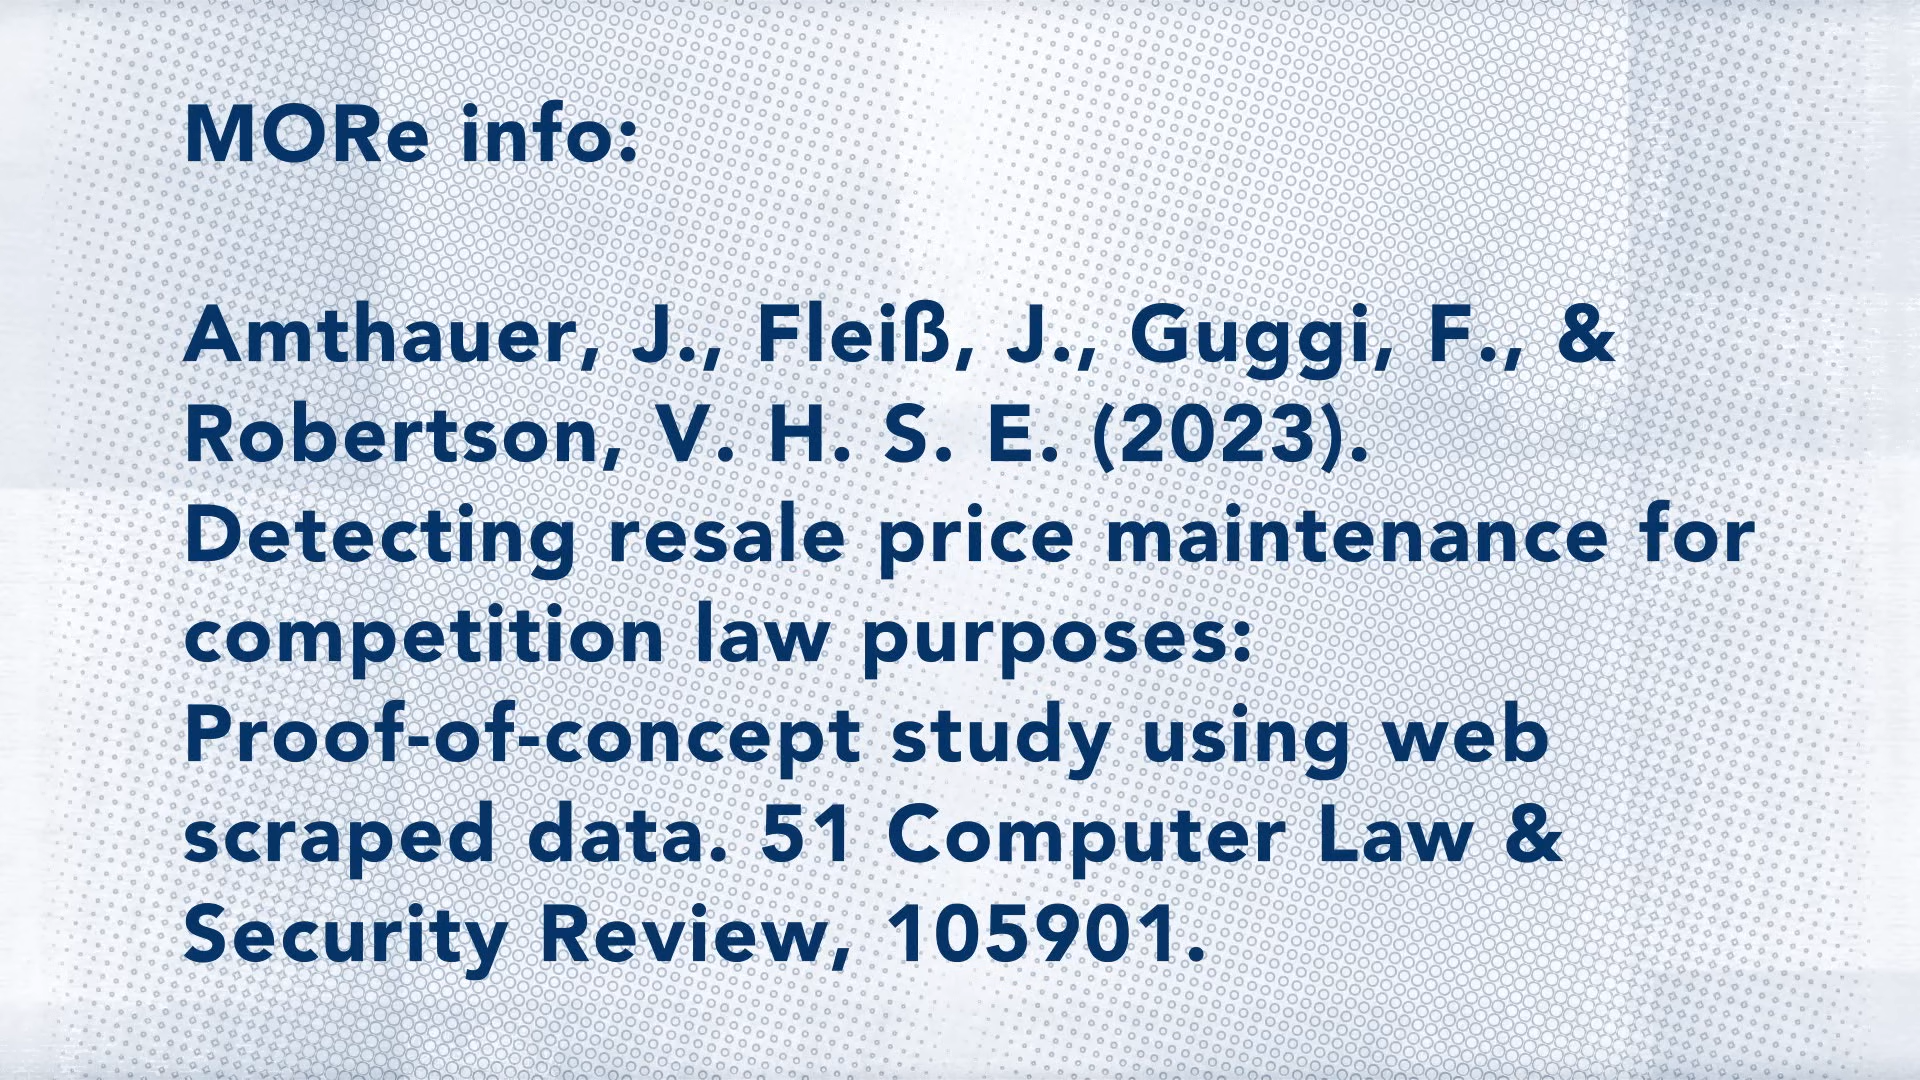 MORe info:
Amthauer, J., Fleiß, J., Guggi, F., &
Robertson, V. H. S. E. (2023).
Detecting resale price maintenance for
competition law purposes:
Proof-of-concept study using web
scraped data. 51 Computer Law &
Security Review, 105901.